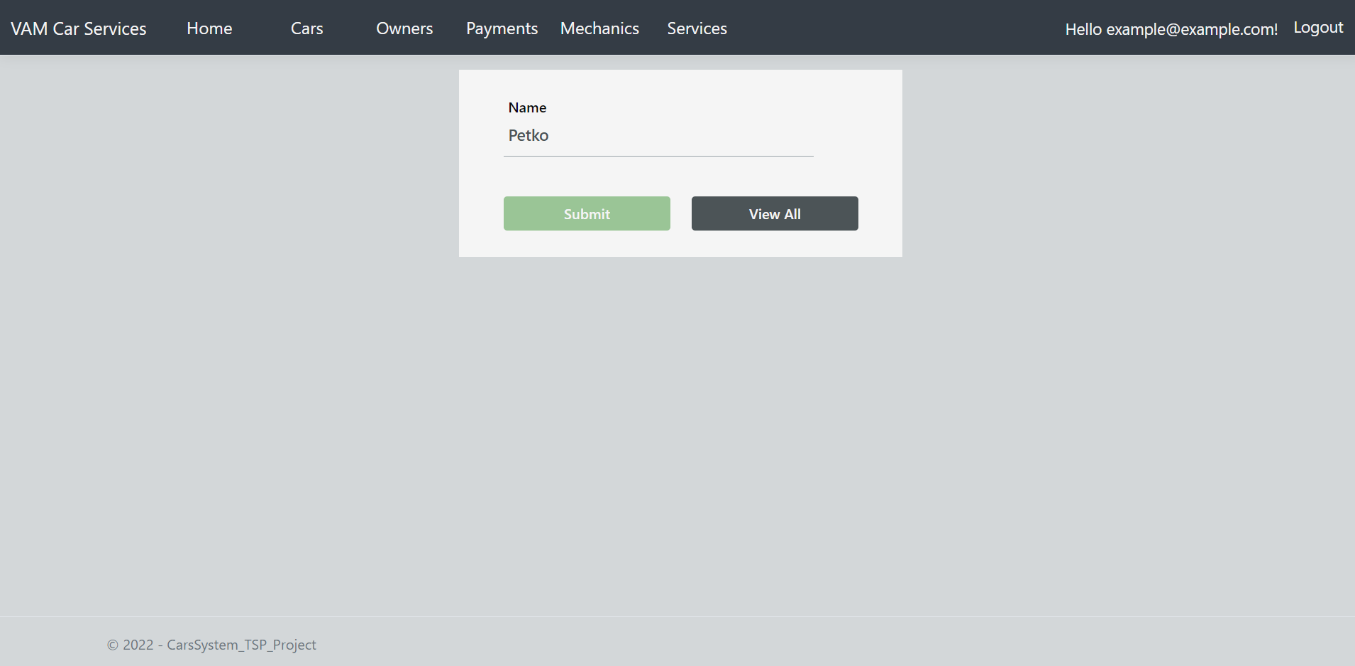 VAM Car Services Home Cars Owners Payments Mechanics Services Hello example@example.com! Logout
Name
Petko
Submit View All
© 2022 - CarsSystem_TSP_Project